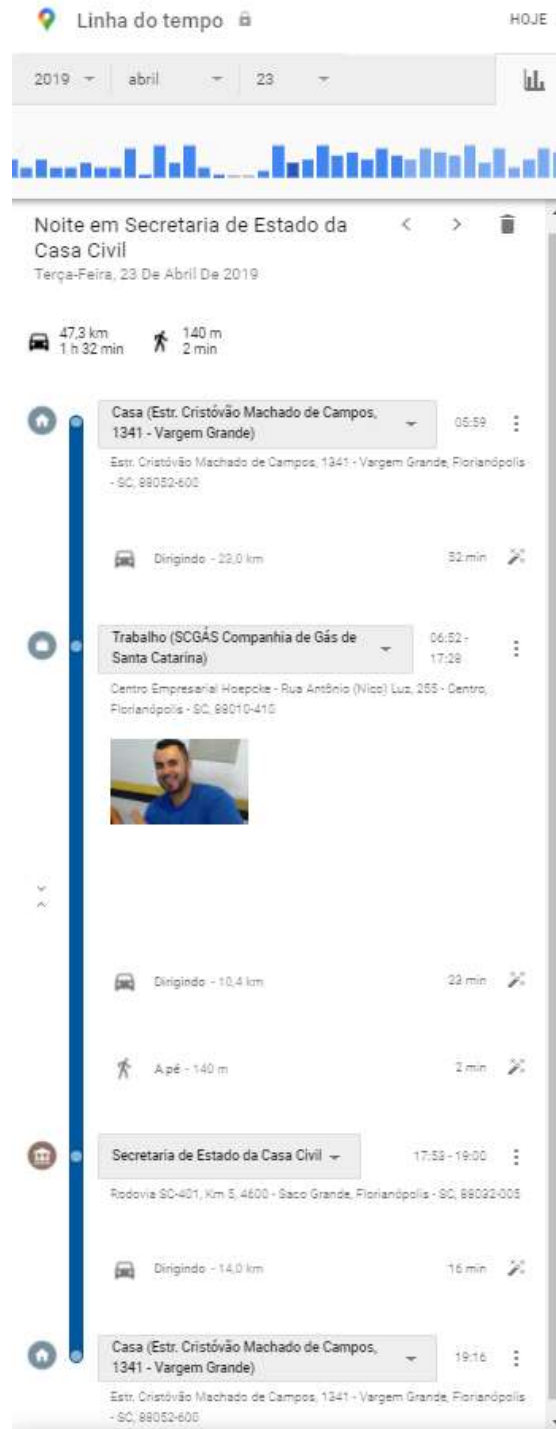 Linha do tempo
HOJE
2019
abril
23
Noite em Secretaria de Estado da
Casa Civil
Terça-Feira, 23 De Abril De 2019
47,3 km
1 h 32 min
140 m
2 min
Casa (Estr. Cristóvão Machado de Campos,
1341 - Vargem Grande)
05:59
Estr. Cristóvão Machado de Campos, 1341 - Vargem Grande, Florianópolis
- SC, 88052-600
Dirigindo - 23,0 km
52 min
Trabalho (SCGÁS Companhia de Gás de
Santa Catarina)
06:52 -
17:28
Centro Empresarial Hoepcke - Rua Antônio (Nico) Luz, 255 - Centro,
Florianópolis - SC, 88010-410
Dirigindo - 10,4 km
23 min
A pé - 140 m
2 min
Secretaria de Estado da Casa Civil
17:53 - 19:00
Rodovia SC-401, Km 5, 4600 - Saco Grande, Florianópolis - SC, 88032-005
Dirigindo - 14,0 km
16 min
Casa (Estr. Cristóvão Machado de Campos,
1341 - Vargem Grande)
19:16
Estr. Cristóvão Machado de Campos, 1341 - Vargem Grande, Florianópolis
- SC, 88052-600